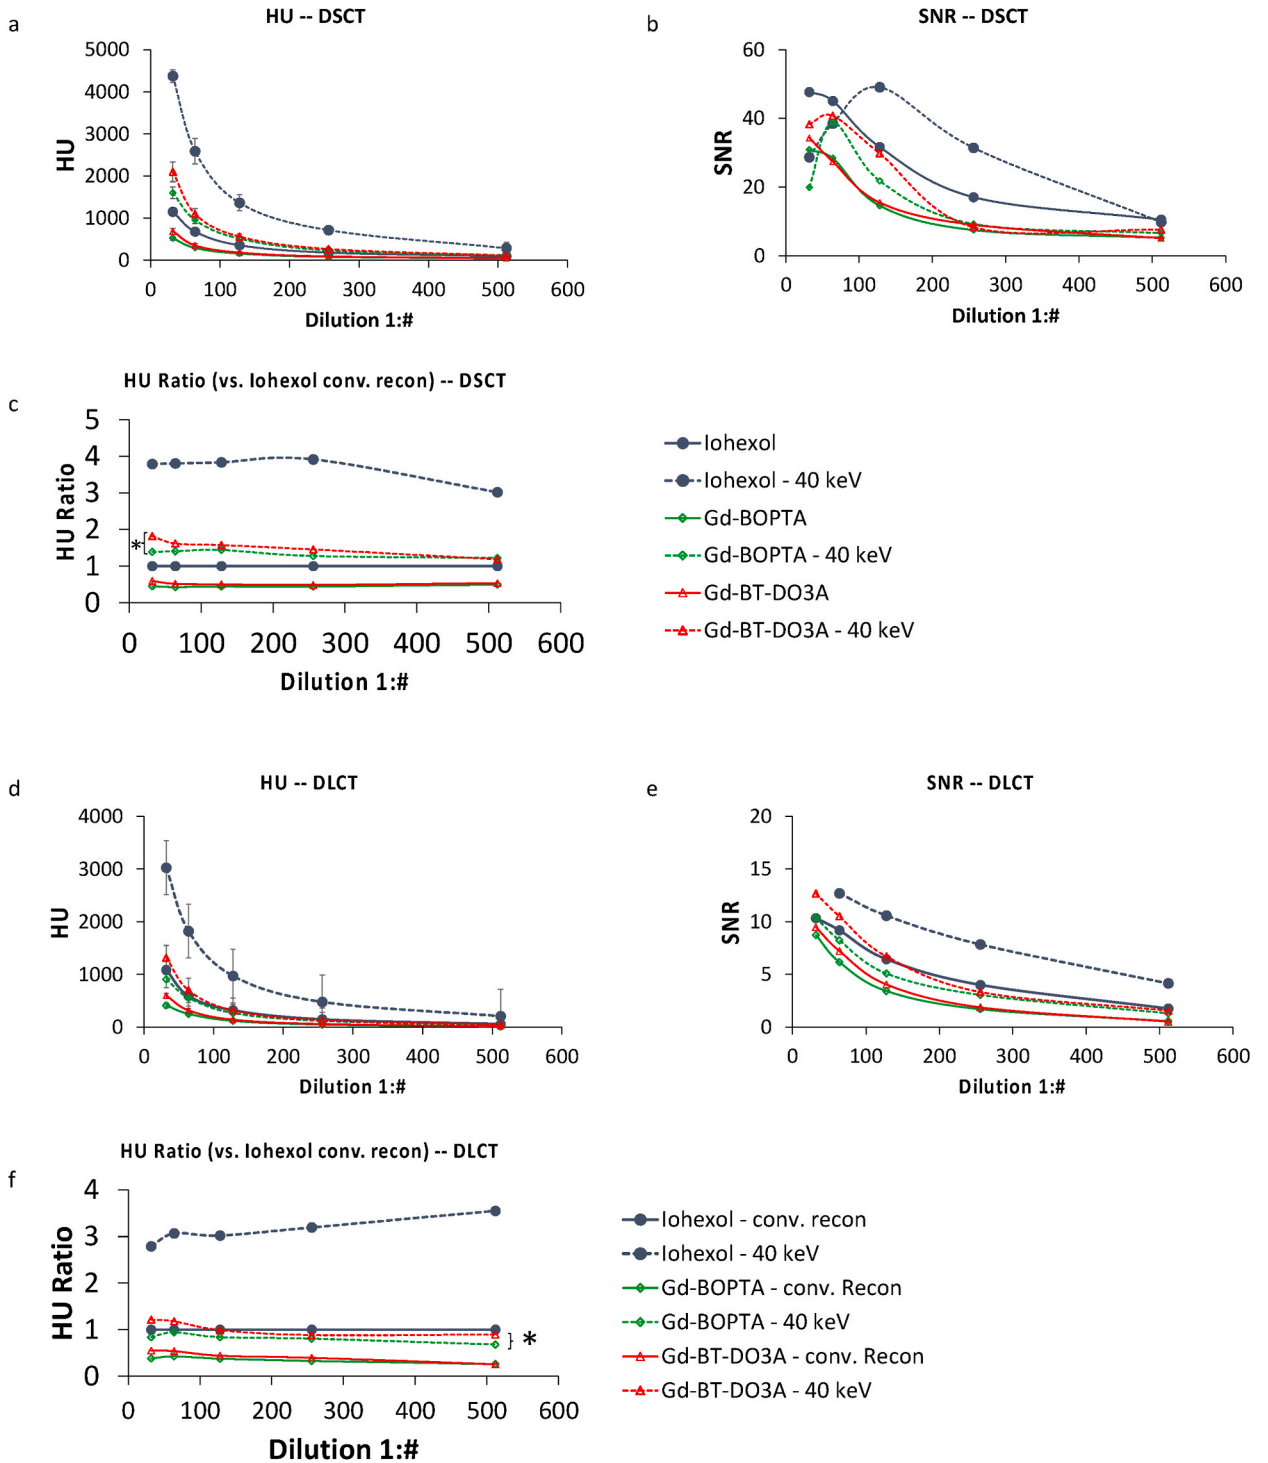 a
HU -- DSCT
5000
4000
3000
2000
1000
0
HU
0 100 200 300 400 500 600
Dilution 1:#
b
SNR -- DSCT
60
40
20
0
SNR
0 100 200 300 400 500 600
Dilution 1:#
c
HU Ratio (vs. Iohexol conv. recon) -- DSCT
5
4
3
2
1
0
HU Ratio
*
0 100 200 300 400 500 600
Dilution 1:#
Iohexol
Iohexol - 40 keV
Gd-BOPTA
Gd-BOPTA - 40 keV
Gd-BT-DO3A
Gd-BT-DO3A - 40 keV
d
HU -- DLCT
4000
3000
2000
1000
0
HU
0 100 200 300 400 500 600
Dilution 1:#
e
SNR -- DLCT
20
15
10
5
0
SNR
0 100 200 300 400 500 600
Dilution 1:#
f
HU Ratio (vs. Iohexol conv. recon) -- DLCT
4
3
2
1
0
HU Ratio
} *
0 100 200 300 400 500 600
Dilution 1:#
Iohexol - conv. recon
Iohexol - 40 keV
Gd-BOPTA - conv. Recon
Gd-BOPTA - 40 keV
Gd-BT-DO3A - conv. Recon
Gd-BT-DO3A - 40 keV